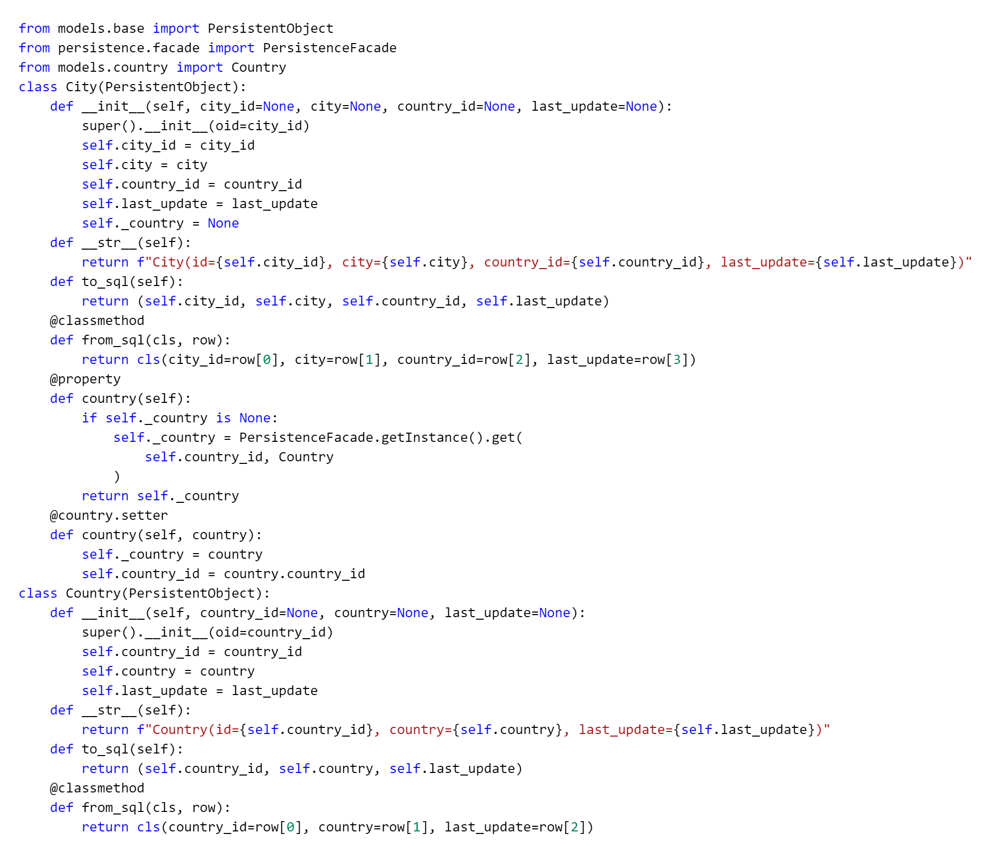 from models.base import PersistentObject
from persistence.facade import PersistenceFacade
from models.country import Country
class City(PersistentObject):
    def __init__(self, city_id=None, city=None, country_id=None, last_update=None):
        super().__init__(oid=city_id)
        self.city_id = city_id
        self.city = city
        self.country_id = country_id
        self.last_update = last_update
        self._country = None
    def __str__(self):
        return f"City(id={self.city_id}, city={self.city}, country_id={self.country_id}, last_update={self.last_update})"
    def to_sql(self):
        return (self.city_id, self.city, self.country_id, self.last_update)
    @classmethod
    def from_sql(cls, row):
        return cls(city_id=row[0], city=row[1], country_id=row[2], last_update=row[3])
    @property
    def country(self):
        if self._country is None:
            self._country = PersistenceFacade.getInstance().get(
                self.country_id, Country
            )
        return self._country
    @country.setter
    def country(self, country):
        self._country = country
        self.country_id = country.country_id
class Country(PersistentObject):
    def __init__(self, country_id=None, country=None, last_update=None):
        super().__init__(oid=country_id)
        self.country_id = country_id
        self.country = country
        self.last_update = last_update
    def __str__(self):
        return f"Country(id={self.country_id}, country={self.country}, last_update={self.last_update})"
    def to_sql(self):
        return (self.country_id, self.country, self.last_update)
    @classmethod
    def from_sql(cls, row):
        return cls(country_id=row[0], country=row[1], last_update=row[2])